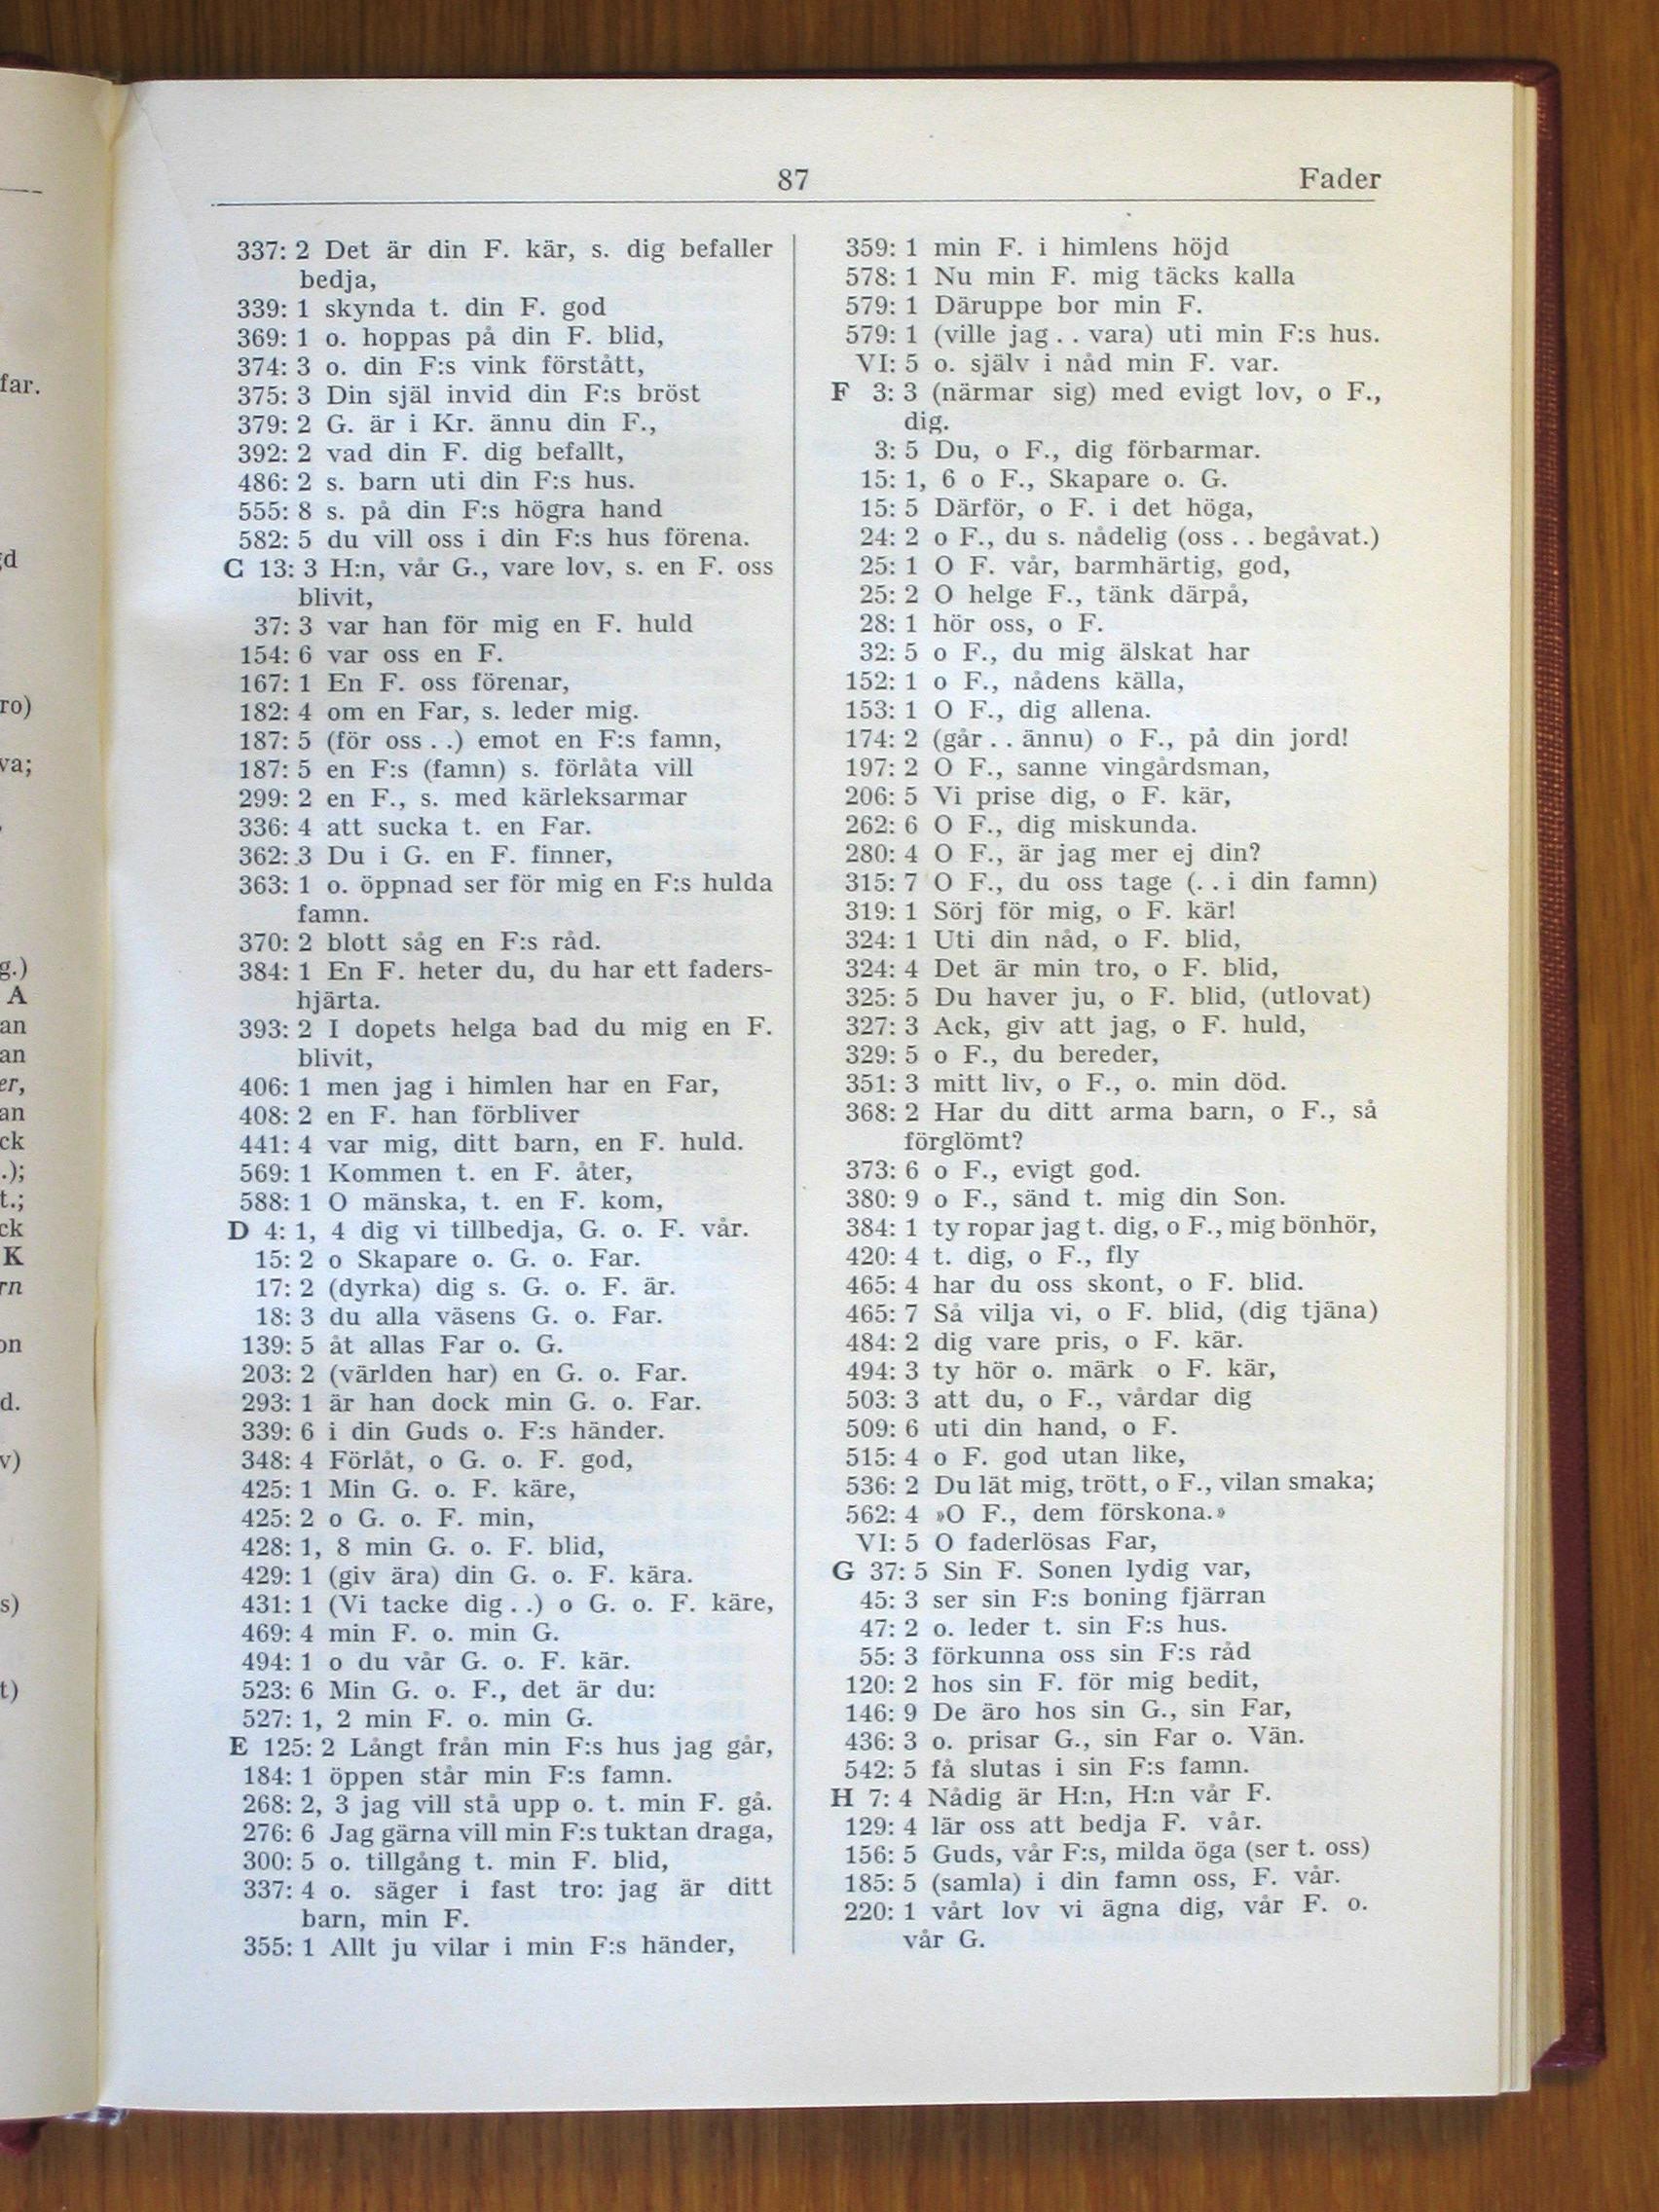 87
Fader
337: 2 Det är din F. kär, s. dig befaller
bedja,
339: 1 skynda t. din F. god
369: 1 o. hoppas på din F. blid,
374: 3 o. din F:s vink förstått,
375: 3 Din själ invid din F:s bröst
379: 2 G. är i Kr. ännu din F.,
392: 2 vad din F. dig befallt,
486: 2 s. barn uti din F:s hus.
555: 8 s. på din F:s högra hand
582: 5 du vill oss i din F:s hus förena.
C 13: 3 H:n, vår G., vare lov, s. en F. oss
blivit,
37: 3 var han för mig en F. huld
154: 6 var oss en F.
167: 1 En F. oss förenar,
182: 4 om en Far, s. leder mig.
187: 5 (för oss . .) emot en F:s famn,
187: 5 en F:s (famn) s. förlåta vill
299: 2 en F., s. med kärleksarmar
336: 4 att sucka t. en Far.
362: 3 Du i G. en F. finner,
363: 1 o. öppnad ser för mig en F:s hulda
famn.
370: 2 blott såg en F:s råd.
384: 1 En F. heter du, du har ett faders-
hjärta.
393: 2 I dopets helga bad du mig en F.
blivit,
406: 1 men jag i himlen har en Far,
408: 2 en F. han förbliver
441: 4 var mig, ditt barn, en F. huld.
569: 1 Kommen t. en F. åter,
588: 1 O mänska, t. en F. kom,
D 4: 1, 4 dig vi tillbedja, G. o. F. vår.
15: 2 o Skapare o. G. o. Far.
17: 2 (dyrka) dig s. G. o. F. är.
18: 3 du alla väsens G. o. Far.
139: 5 åt allas Far o. G.
203: 2 (världen har) en G. o. Far.
293: 1 är han dock min G. o. Far.
339: 6 i din Guds o. F:s händer.
348: 4 Förlåt, o G. o. F. god,
425: 1 Min G. o. F. käre,
425: 2 o G. o. F. min,
428: 1, 8 min G. o. F. blid,
429: 1 (giv ära) din G. o. F. kära.
431: 1 (Vi tacke dig . .) o G. o. F. käre,
469: 4 min F. o. min G.
494: 1 o du vår G. o. F. kär.
523: 6 Min G. o. F., det är du:
527: 1, 2 min F. o. min G.
E 125: 2 Långt från min F:s hus jag går,
184: 1 öppen står min F:s famn.
268: 2, 3 jag vill stå upp o. t. min F. gå.
276: 6 Jag gärna vill min F:s tuktan draga,
300: 5 o. tillgång t. min F. blid,
337: 4 o. säger i fast tro: jag är ditt
barn, min F.
355: 1 Allt ju vilar i min F:s händer,
359: 1 min F. i himlens höjd
578: 1 Nu min F. mig täcks kalla
579: 1 Däruppe bor min F.
579: 1 (ville jag . . vara) uti min F:s hus.
VI: 5 o. själv i nåd min F. var.
F 3: 3 (närmar sig) med evigt lov, o F.,
dig.
3: 5 Du, o F., dig förbarmar.
15: 1, 6 o F., Skapare o. G.
15: 5 Därför, o F. i det höga,
24: 2 o F., du s. nådelig (oss . . begåvat.)
25: 1 O F. vår, barmhärtig, god,
25: 2 O helge F., tänk därpå,
28: 1 hör oss, o F.
32: 5 o F., du mig älskat har
152: 1 o F., nådens källa,
153: 1 O F., dig allena.
174: 2 (går . . ännu) o F., på din jord!
197: 2 O F., sanne vingårdsman,
206: 5 Vi prise dig, o F. kär,
262: 6 O F., dig miskunda.
280: 4 O F., är jag mer ej din?
315: 7 O F., du oss tage (. . i din famn)
319: 1 Sörj för mig, o F. kär!
324: 1 Uti din nåd, o F. blid,
324: 4 Det är min tro, o F. blid,
325: 5 Du haver ju, o F. blid, (utlovat)
327: 3 Ack, giv att jag, o F. huld,
329: 5 o F., du bereder,
351: 3 mitt liv, o F., o. min död.
368: 2 Har du ditt arma barn, o F., så
förglömt?
373: 6 o F., evigt god.
380: 9 o F., sänd t. mig din Son.
384: 1 ty ropar jag t. dig, o F., mig bönhör,
420: 4 t. dig, o F., fly
465: 4 har du oss skont, o F. blid.
465: 7 Så vilja vi, o F. blid, (dig tjäna)
484: 2 dig vare pris, o F. kär.
494: 3 ty hör o. märk o F. kär,
503: 3 att du, o F., vårdar dig
509: 6 uti din hand, o F.
515: 4 o F. god utan like,
536: 2 Du lät mig, trött, o F., vilan smaka;
562: 4 »O F., dem förskona.»
VI: 5 O faderlösas Far,
G 37: 5 Sin F. Sonen lydig var,
45: 3 ser sin F:s boning fjärran
47: 2 o. leder t. sin F:s hus.
55: 3 förkunna oss sin F:s råd
120: 2 hos sin F. för mig bedit,
146: 9 De äro hos sin G., sin Far,
436: 3 o. prisar G., sin Far o. Vän.
542: 5 få slutas i sin F:s famn.
H 7: 4 Nådig är H:n, H:n vår F.
129: 4 lär oss att bedja F. vår.
156: 5 Guds, vår F:s, milda öga (ser t. oss)
185: 5 (samla) i din famn oss, F. vår.
220: 1 vårt lov vi ägna dig, vår F. o.
vår G.